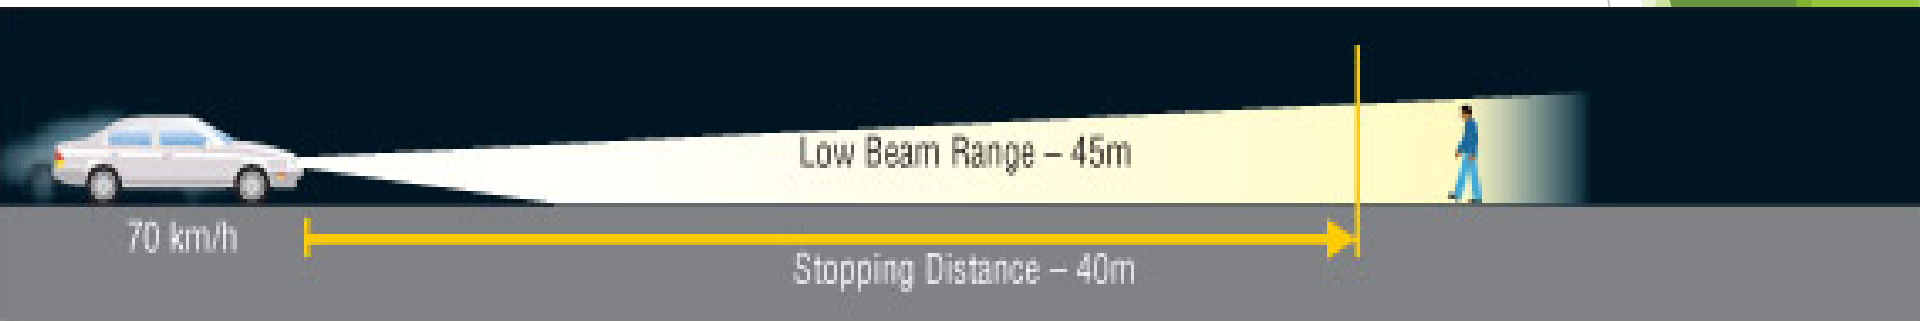 Low Beam Range – 45m
70 km/h
Stopping Distance – 40m